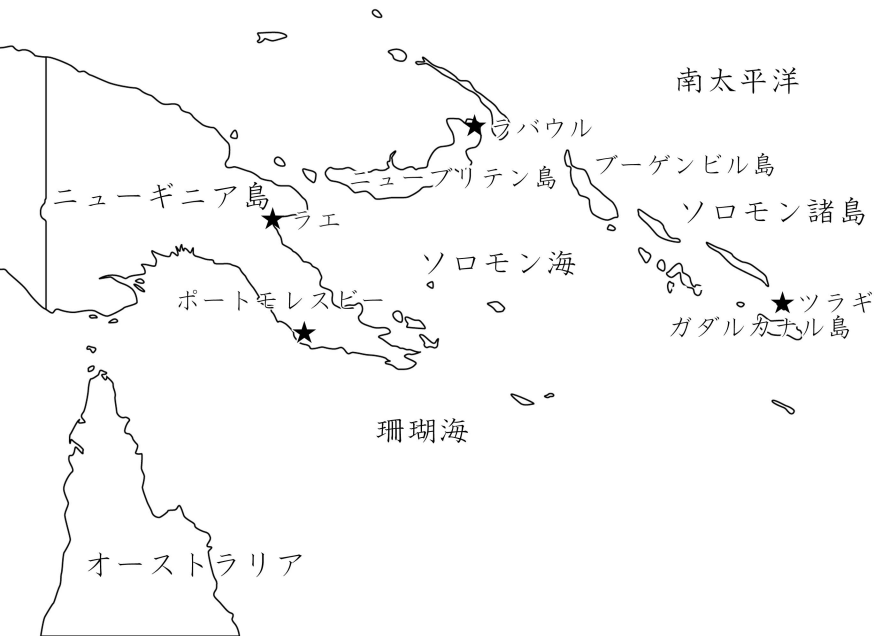 南太平洋
ラバウル
ブーゲンビル島
ニューブリテン島
ニューギニア島
ソロモン諸島
ラエ
ソロモン海
ポートモレスビー
ツラギ
ガダルカナル島
珊瑚海
オーストラリア